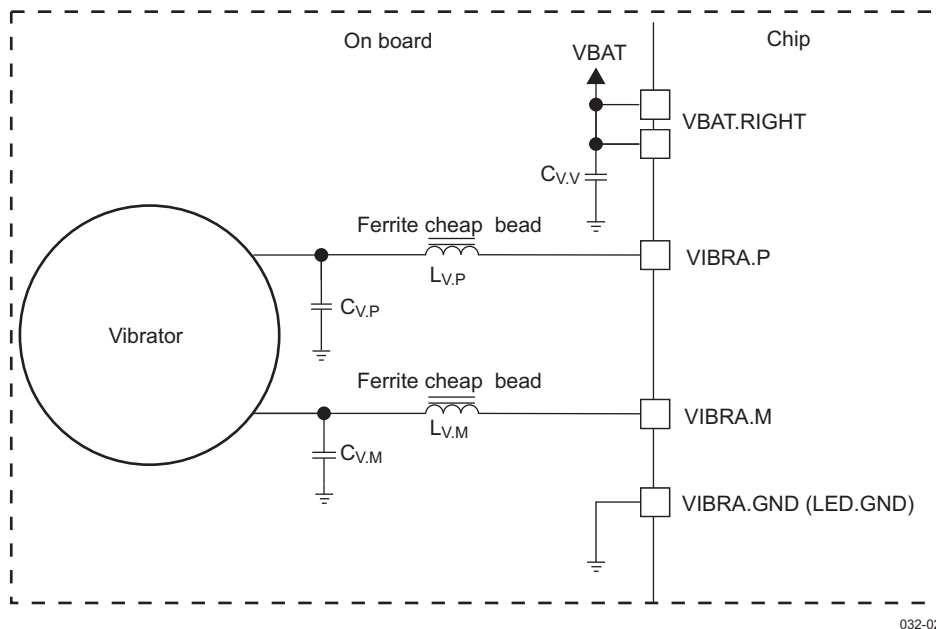 On board
Chip
VBAT
VBAT.RIGHT
CV.V
Ferrite cheap bead
VIBRA.P
LV.P
CV.P
Vibrator
Ferrite cheap bead
VIBRA.M
LV.M
CV.M
VIBRA.GND (LED.GND)